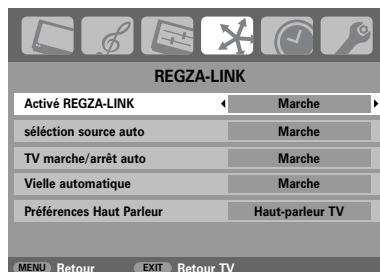 REGZA-LINK
Activé REGZA-LINK Marche
séléction source auto Marche
TV marche/arrêt auto Marche
Vielle automatique Marche
Préférences Haut Parleur Haut-parleur TV
MENU Retour EXIT Retour TV